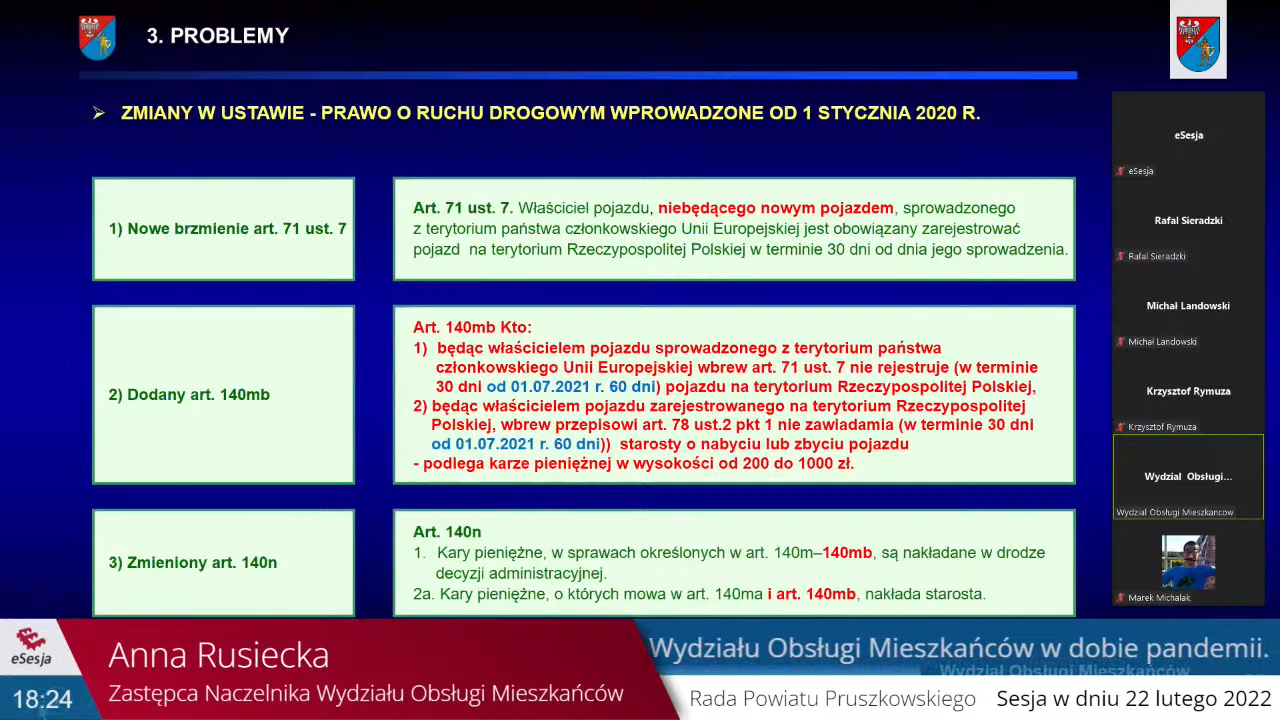 3. PROBLEMY
ZMIANY W USTAWIE - PRAWO O RUCHU DROGOWYM WPROWADZONE OD 1 STYCZNIA 2020 R.
1) Nowe brzmienie art. 71 ust. 7
Art. 71 ust. 7. Właściciel pojazdu, niebędącego nowym pojazdem, sprowadzonego
z terytorium państwa członkowskiego Unii Europejskiej jest obowiązany zarejestrować
pojazd na terytorium Rzeczypospolitej Polskiej w terminie 30 dni od dnia jego sprowadzenia.
2) Dodany art. 140mb
Art. 140mb Kto:
1) będąc właścicielem pojazdu sprowadzonego z terytorium państwa
członkowskiego Unii Europejskiej wbrew art. 71 ust. 7 nie rejestruje (w terminie
30 dni od 01.07.2021 r. 60 dni) pojazdu na terytorium Rzeczypospolitej Polskiej,
2) będąc właścicielem pojazdu zarejestrowanego na terytorium Rzeczypospolitej
Polskiej, wbrew przepisowi art. 78 ust.2 pkt 1 nie zawiadamia (w terminie 30 dni
od 01.07.2021 r. 60 dni)) starosty o nabyciu lub zbyciu pojazdu
- podlega karze pieniężnej w wysokości od 200 do 1000 zł.
3) Zmieniony art. 140n
Art. 140n
1. Kary pieniężne, w sprawach określonych w art. 140m–140mb, są nakładane w drodze
decyzji administracyjnej.
2a. Kary pieniężne, o których mowa w art. 140ma i art. 140mb, nakłada starosta.
eSesja
eSesja
Rafal Sieradzki
Rafal Sieradzki
Michał Landowski
Michał Landowski
Krzysztof Rymuza
Krzysztof Rymuza
Wydzial Obsługi...
Wydzial Obsługi Mieszkancow
Marek Michalak
eSesja
18:24
Anna Rusiecka
Zastępca Naczelnika Wydziału Obsługi Mieszkańców
Wydziału Obsługi Mieszkańców w dobie pandemii.
Wydział Obsługi Mieszkańców
Rada Powiatu Pruszkowskiego
Sesja w dniu 22 lutego 2022